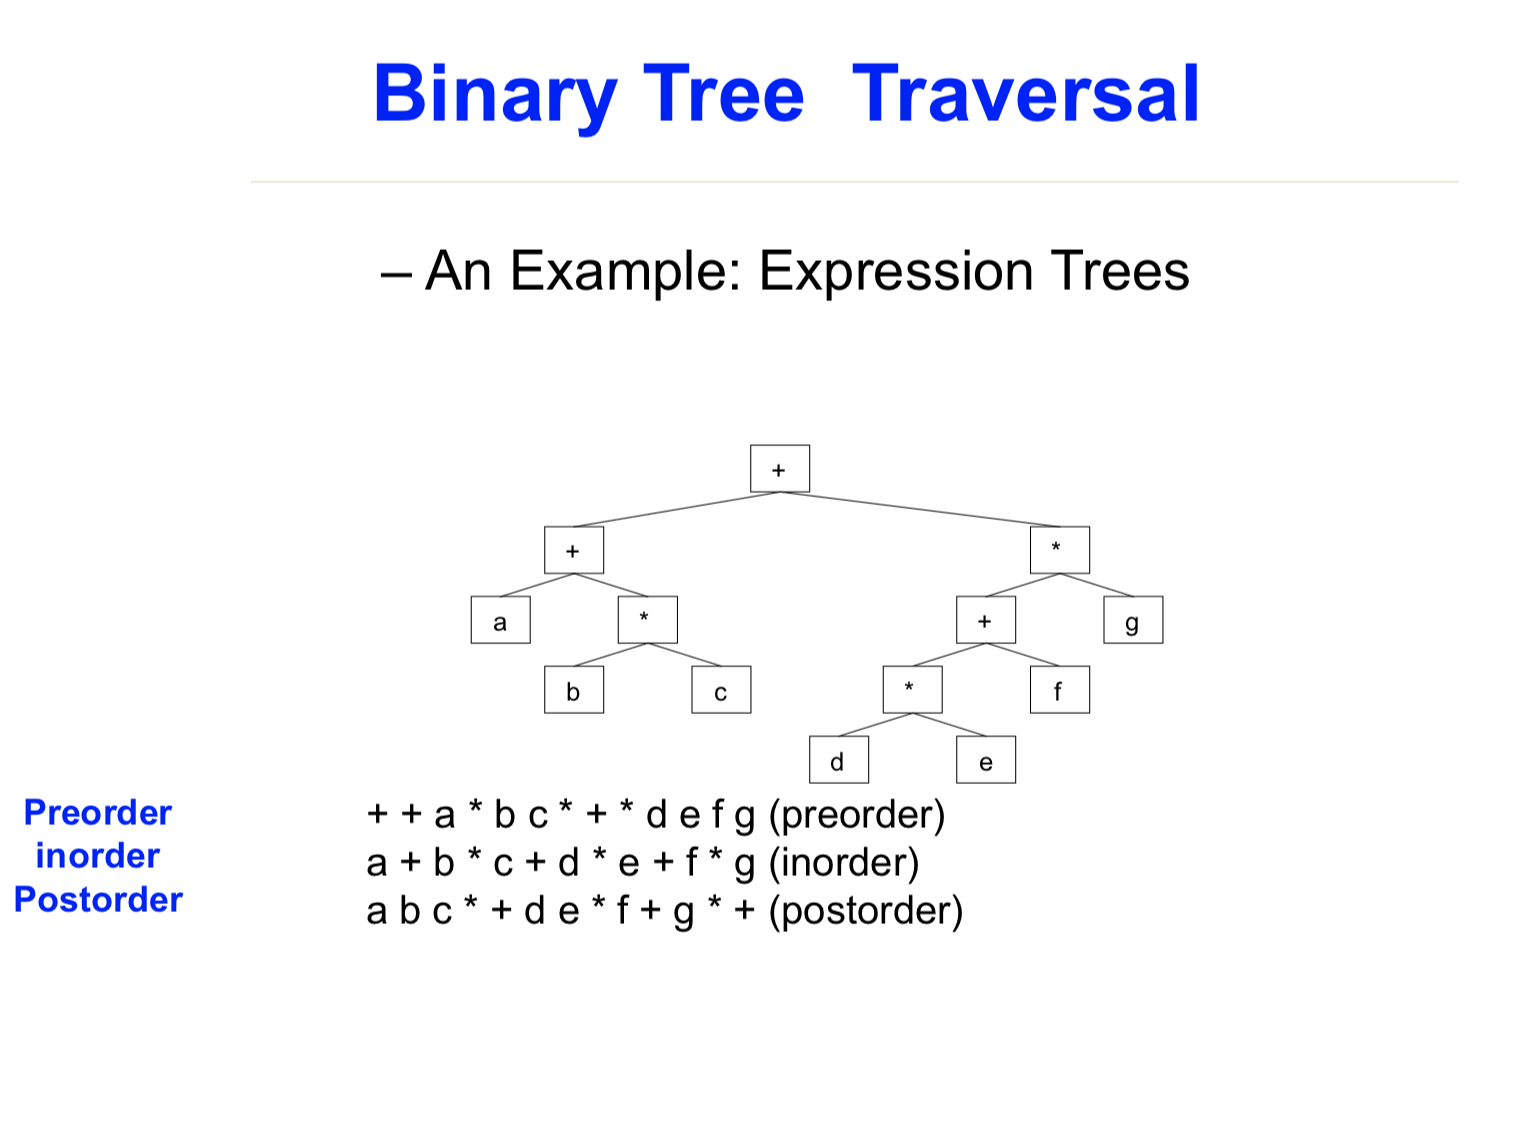 Binary Tree  Traversal
– An Example: Expression Trees
+
+ *
a * + g
b c * f
d e
Preorder
inorder
Postorder
+ + a * b c * + * d e f g (preorder)
a + b * c + d * e + f * g (inorder)
a b c * + d e * f + g * + (postorder)